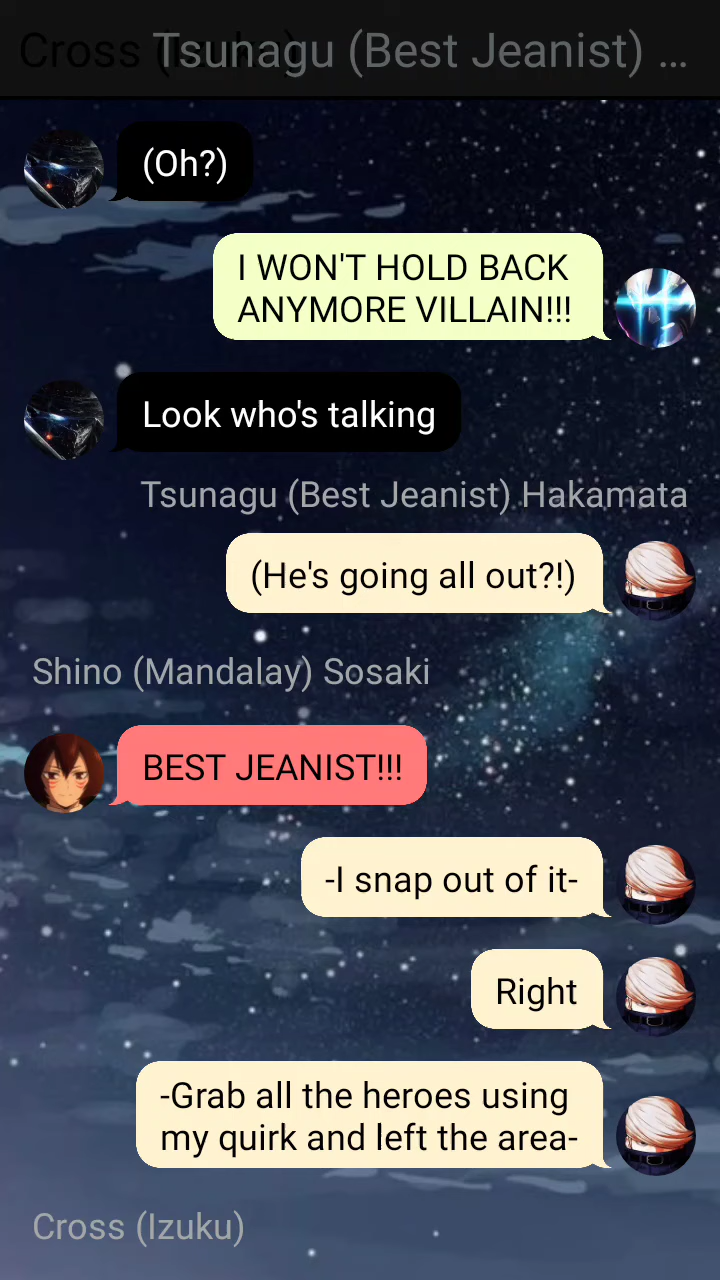 Cross (Izuku)
Tsunagu (Best Jeanist) ...
(Oh?)
I WON'T HOLD BACK
ANYMORE VILLAIN!!!
Look who's talking
Tsunagu (Best Jeanist) Hakamata
(He's going all out?!)
Shino (Mandalay) Sosaki
BEST JEANIST!!!
-I snap out of it-
Right
-Grab all the heroes using
my quirk and left the area-
Cross (Izuku)